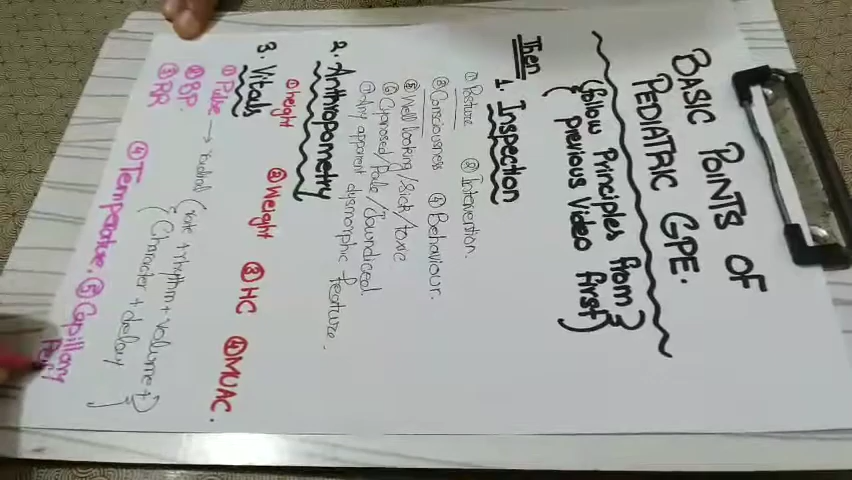 BASIC POINTS OF
PEDIATRIC GPE.
(follow Principles from
previous Video first)
Then
1. Inspection
① Posture ② Intervention.
③ Consciousness ④ Behaviour.
⑤ Well looking/sick/toxic
⑥ Cyanosed/Pale/Jaundiced.
⑦ Any apparent dysmorphic feature.
2. Anthropometry
① height ② Weight ③ HC ④ MUAC.
3. Vitals
① Pulse → radial (rate + rhythm + volume +
Character + delay)
② BP.
③ RR ④ Temperature. ⑤ Capillary